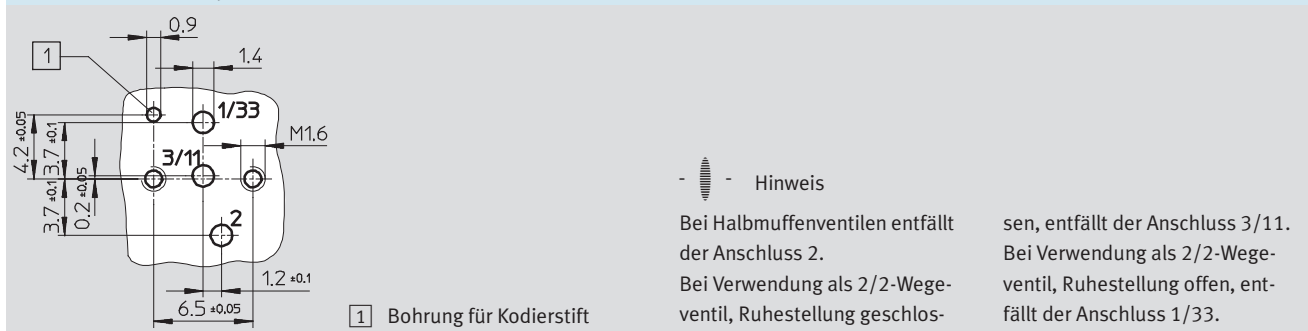 0.9
1
1.4
1/33
M1.6
4.2 ±0.05
3.7 ±0.1
3/11
0.2 ±0.05
3.7 ±0.1
2
1.2 ±0.1
6.5 ±0.05
1 Bohrung für Kodierstift
- - Hinweis
Bei Halbmuffenventilen entfällt
der Anschluss 2.
Bei Verwendung als 2/2-Wege-
ventil, Ruhestellung geschlos-
sen, entfällt der Anschluss 3/11.
Bei Verwendung als 2/2-Wege-
ventil, Ruhestellung offen, ent-
fällt der Anschluss 1/33.